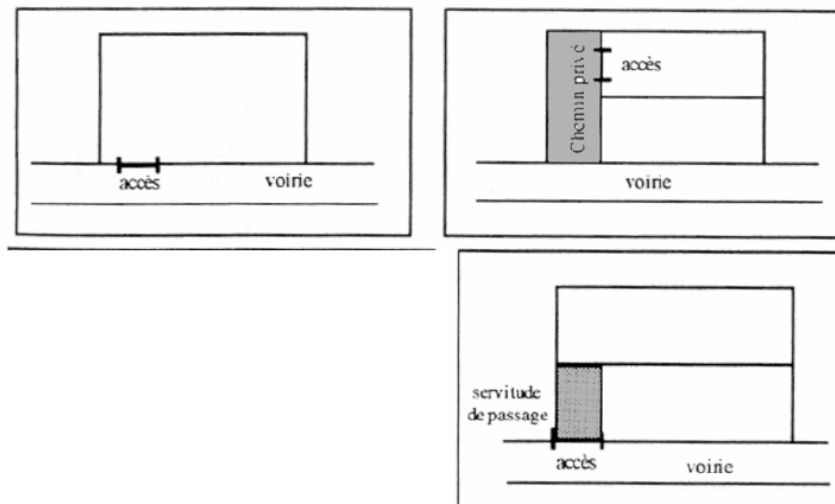 accès
voirie
Chemin privé
accès
voirie
servitude
de passage
accès
voirie